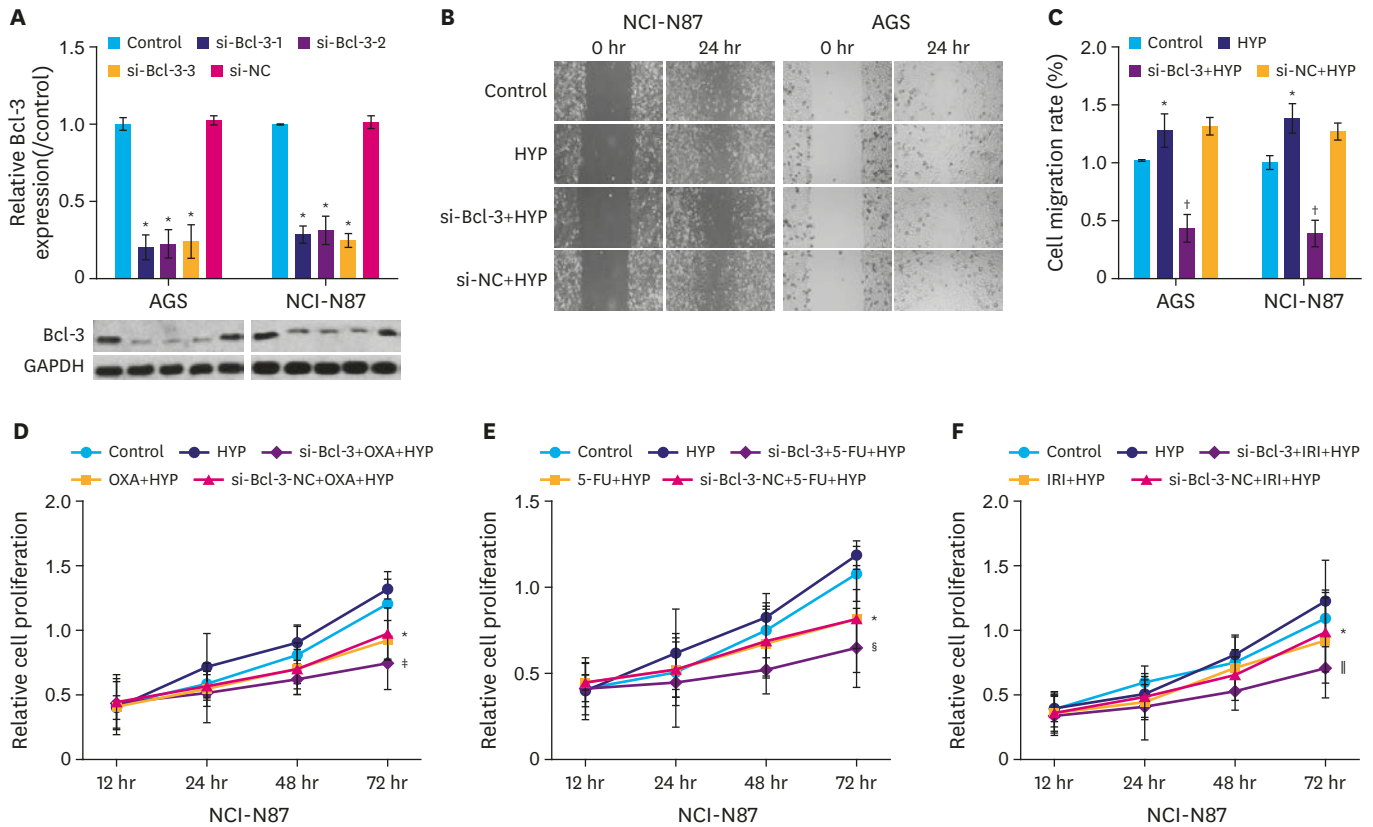 A
Relative Bcl-3
expression(/control)
Control si-Bcl-3-1 si-Bcl-3-2
si-Bcl-3-3 si-NC
1.5
1.0
0.5
0
* * *
* * *
AGS NCI-N87
Bcl-3
GAPDH
B
NCI-N87 AGS
0 hr 24 hr 0 hr 24 hr
Control
HYP
si-Bcl-3+HYP
si-NC+HYP
C
Cell migration rate (%)
Control HYP
si-Bcl-3+HYP si-NC+HYP
2.0
1.5
1.0
0.5
0
* †
* †
AGS NCI-N87
D
Control HYP si-Bcl-3+OXA+HYP
OXA+HYP si-Bcl-3-NC+OXA+HYP
Relative cell proliferation
2.0
1.5
1.0
0.5
0
*
‡
12 hr 24 hr 48 hr 72 hr
NCI-N87
E
Control HYP si-Bcl-3+5-FU+HYP
5-FU+HYP si-Bcl-3-NC+5-FU+HYP
Relative cell proliferation
1.5
1.0
0.5
0
*
§
12 hr 24 hr 48 hr 72 hr
NCI-N87
F
Control HYP si-Bcl-3+IRI+HYP
IRI+HYP si-Bcl-3-NC+IRI+HYP
Relative cell proliferation
2.0
1.5
1.0
0.5
0
*
‖
12 hr 24 hr 48 hr 72 hr
NCI-N87